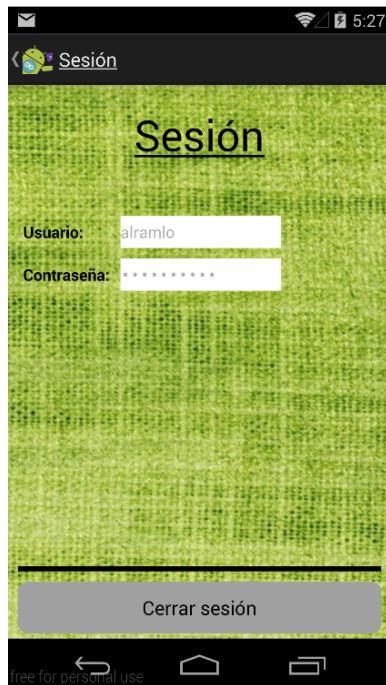 5:27
Sesión
Sesión
Usuario: alramlo
Contraseña: ••••••••••
Cerrar sesión
free for personal use